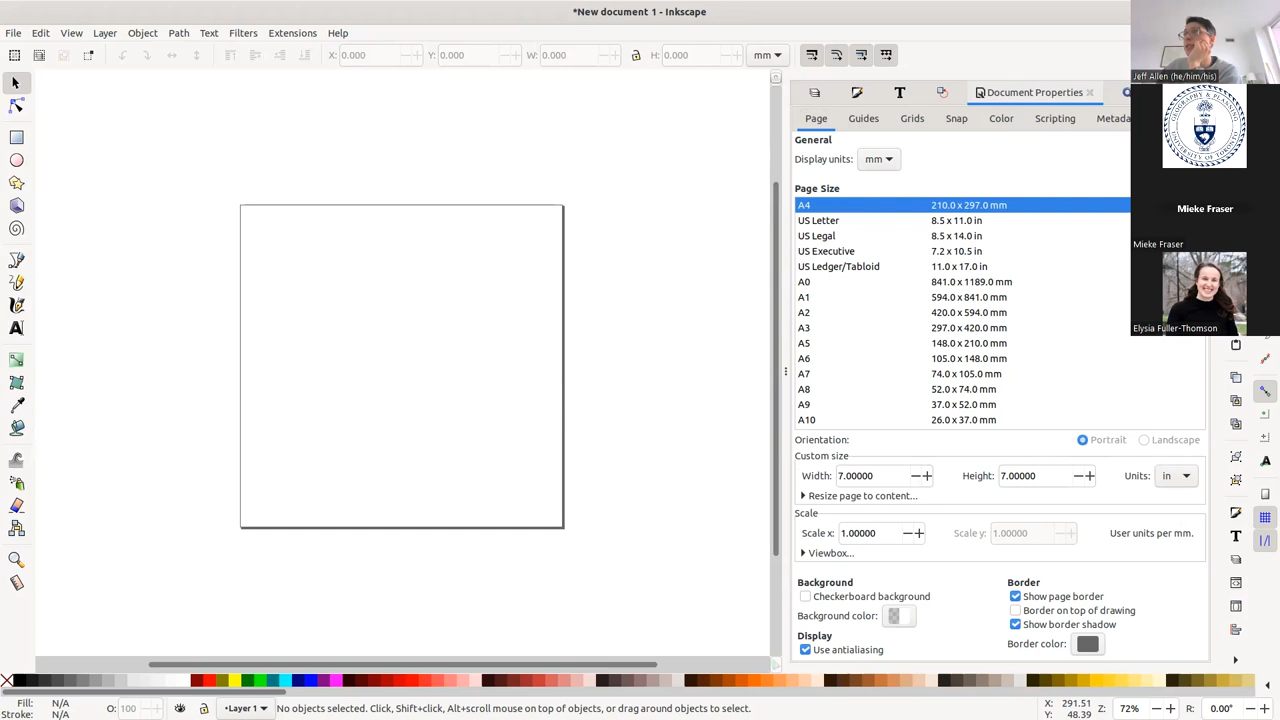 *New document 1 - Inkscape
File Edit View Layer Object Path Text Filters Extensions Help
X: 0.000 Y: 0.000 W: 0.000 H: 0.000 mm
Document Properties
Page Guides Grids Snap Color Scripting Metada
General
Display units: mm
Page Size
A4 210.0 x 297.0 mm
US Letter 8.5 x 11.0 in
US Legal 8.5 x 14.0 in
US Executive 7.2 x 10.5 in
US Ledger/Tabloid 11.0 x 17.0 in
A0 841.0 x 1189.0 mm
A1 594.0 x 841.0 mm
A2 420.0 x 594.0 mm
A3 297.0 x 420.0 mm
A5 148.0 x 210.0 mm
A6 105.0 x 148.0 mm
A7 74.0 x 105.0 mm
A8 52.0 x 74.0 mm
A9 37.0 x 52.0 mm
A10 26.0 x 37.0 mm
Orientation: Portrait Landscape
Custom size
Width: 7.00000 Height: 7.00000 Units: in
Resize page to content...
Scale
Scale x: 1.00000 Scale y: 1.00000 User units per mm.
Viewbox...
Background Border
Checkerboard background Show page border
Border on top of drawing
Background color: Show border shadow
Display
Use antialiasing Border color:
Jeff Allen (he/him/his)
GEOGRAPHY & PLANNING
UNIVERSITY OF TORONTO
Mieke Fraser
Mieke Fraser
Elysia Fuller-Thomson
Fill: N/A
Stroke: N/A
O: 100
Layer 1
No objects selected. Click, Shift+click, Alt+scroll mouse on top of objects, or drag around objects to select.
X: 291.51
Y: 48.39
Z: 72%
R: 0.00°